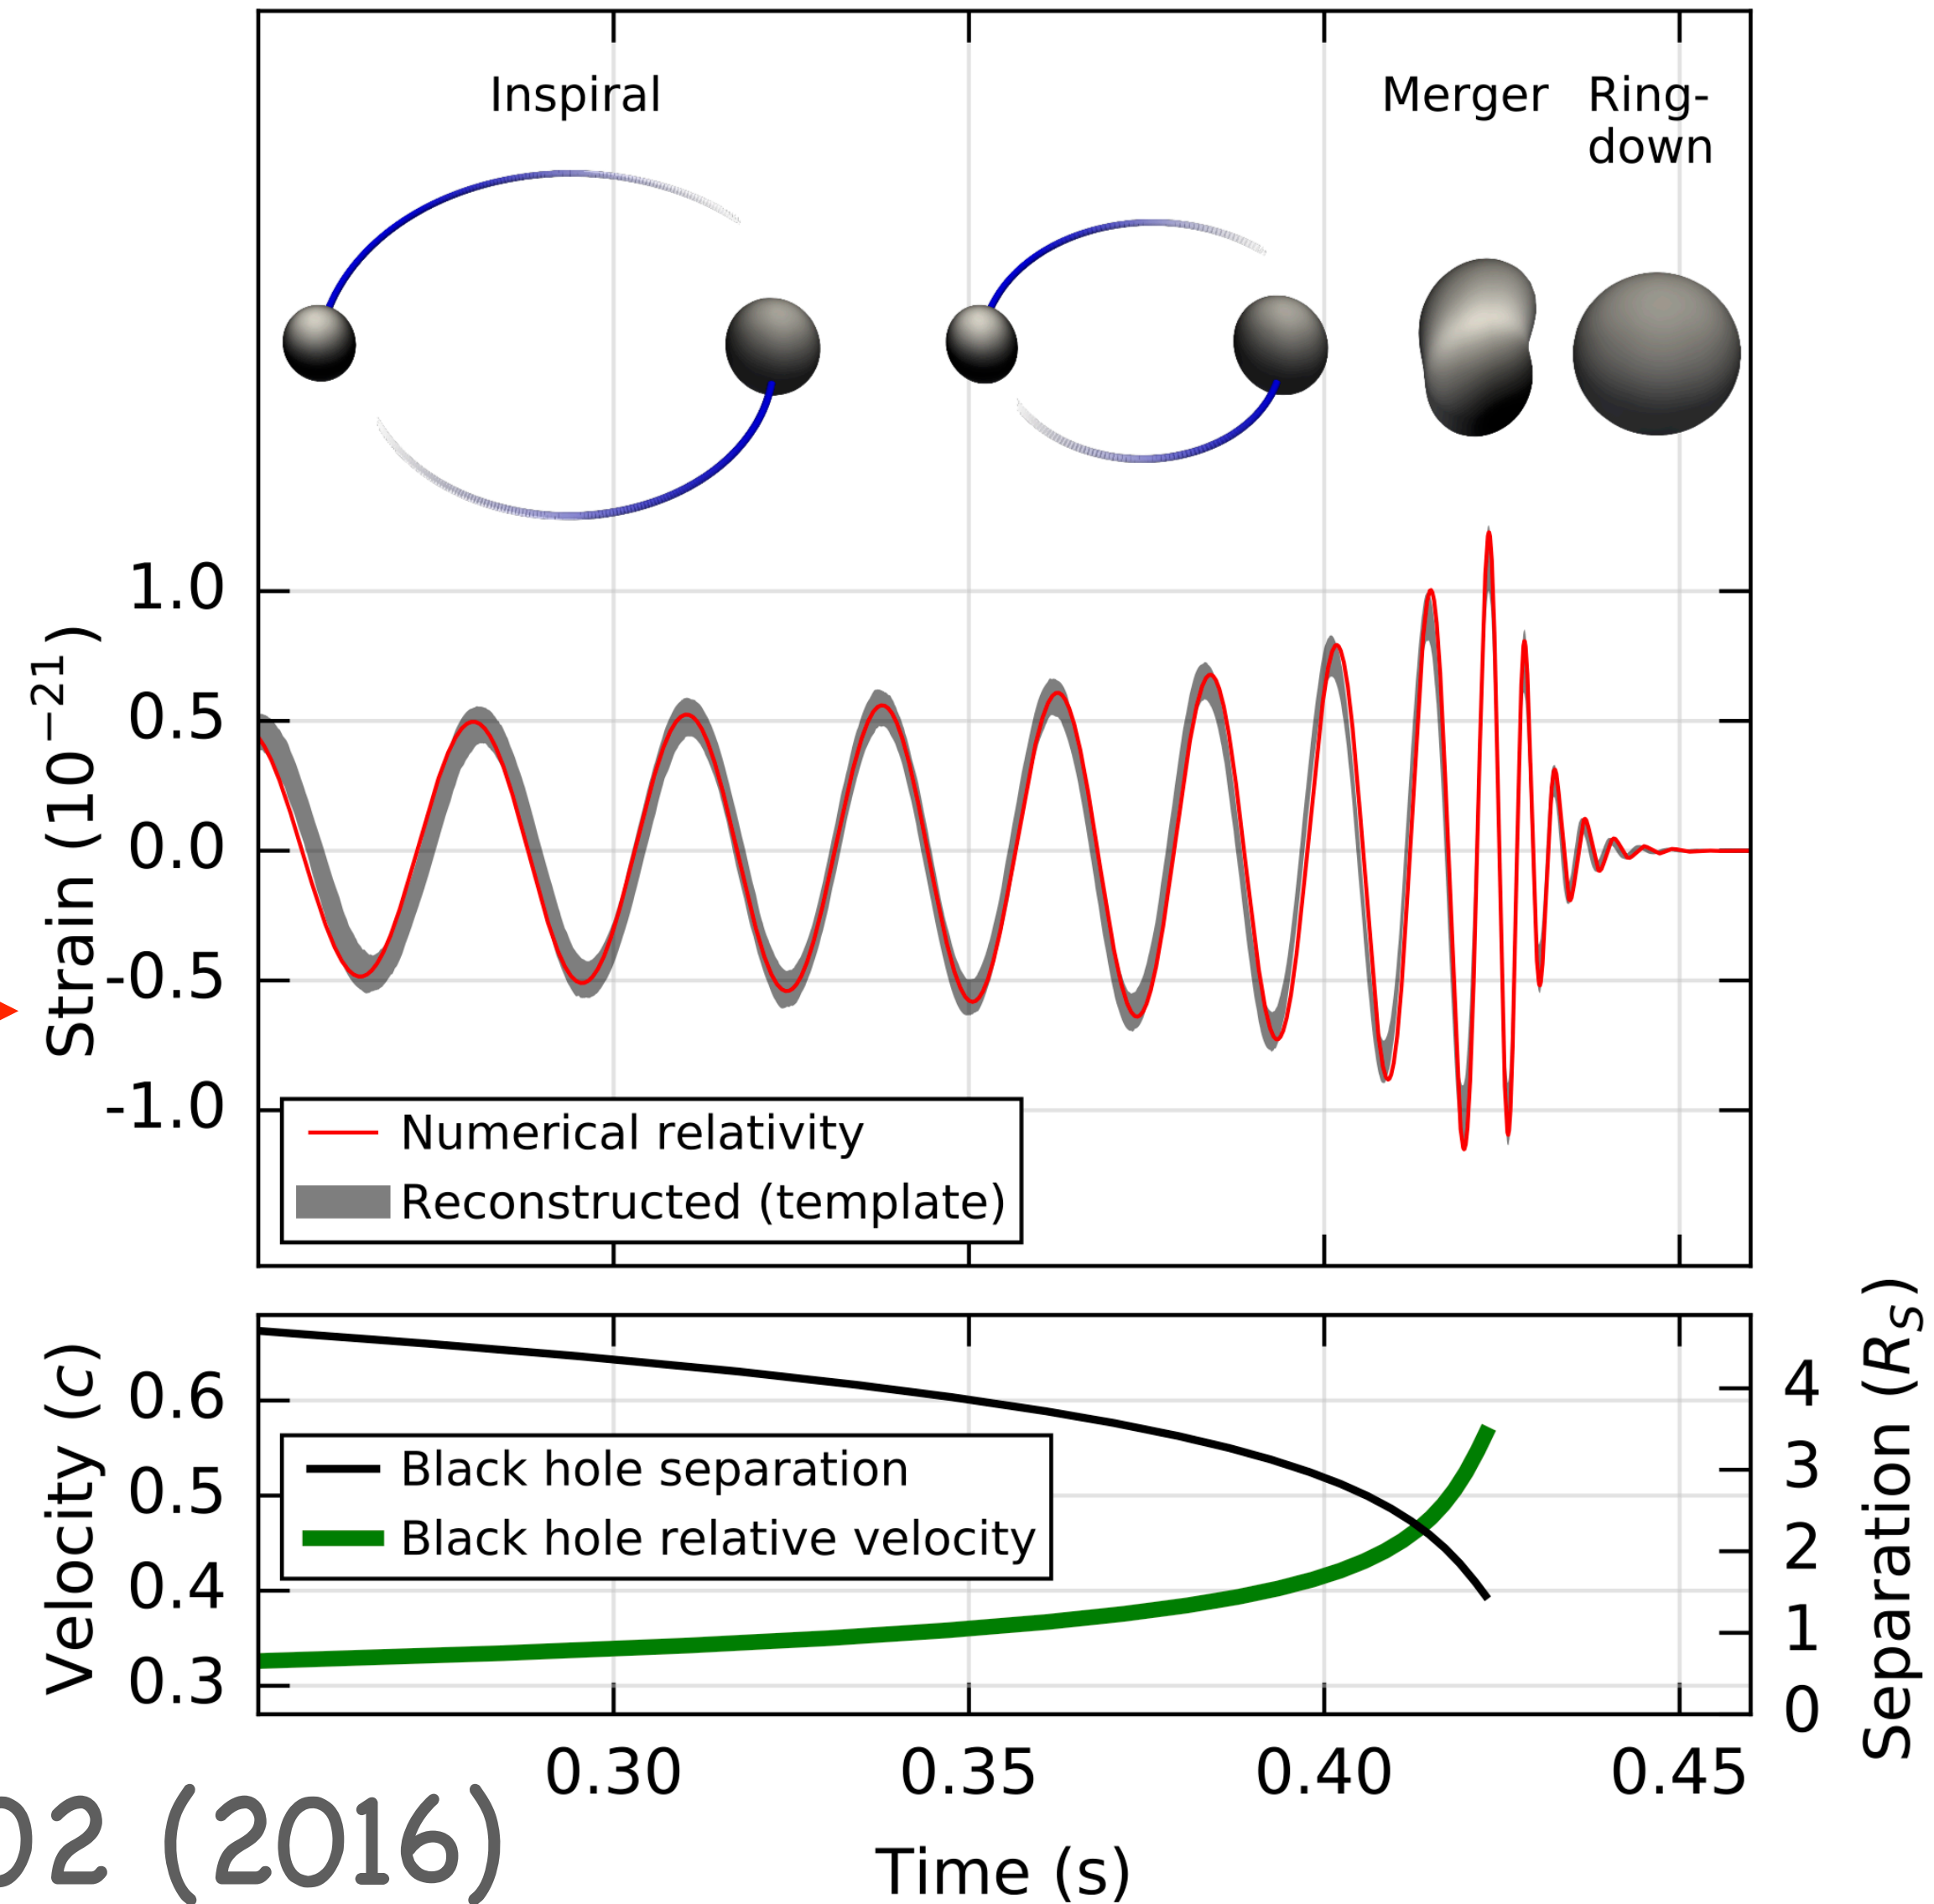 Inspiral
Merger
Ring-
down
Strain (10⁻²¹)
1.0
0.5
0.0
-0.5
-1.0
Numerical relativity
Reconstructed (template)
Velocity (c)
0.6
0.5
0.4
0.3
Black hole separation
Black hole relative velocity
Separation (Rₛ)
4
3
2
1
0
0.30 0.35 0.40 0.45
Time (s)
02 (2016)